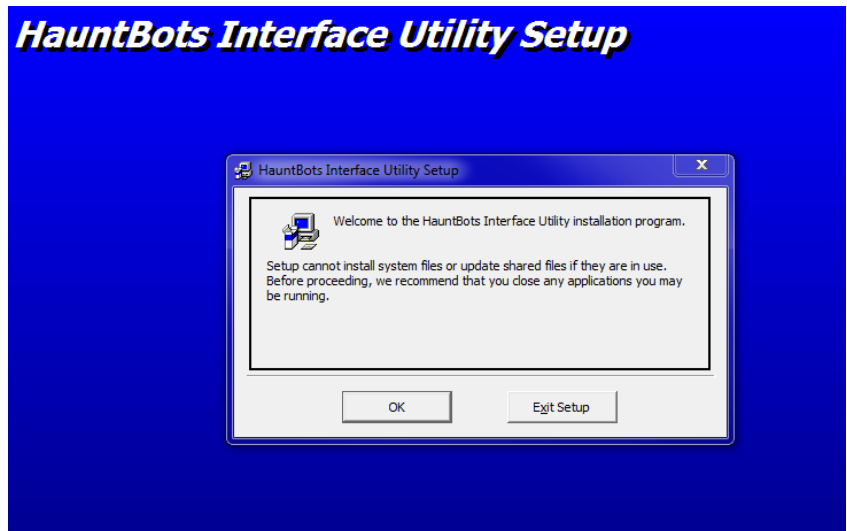 HauntBots Interface Utility Setup
HauntBots Interface Utility Setup
X
Welcome to the HauntBots Interface Utility installation program.
Setup cannot install system files or update shared files if they are in use.
Before proceeding, we recommend that you close any applications you may
be running.
OK
Exit Setup